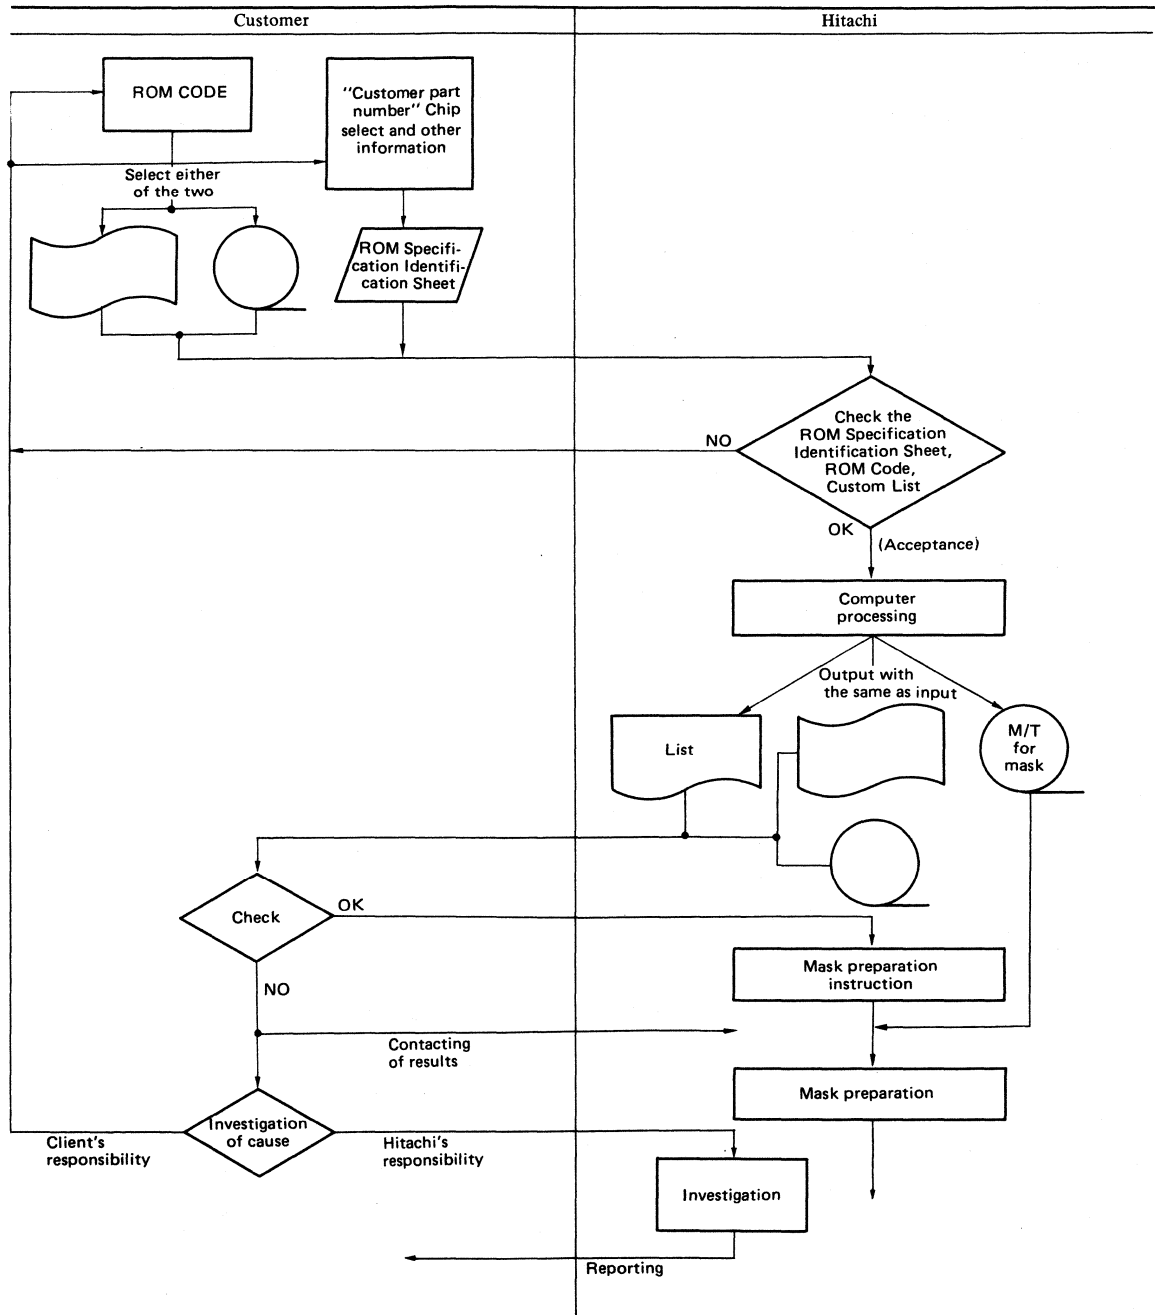 Customer
Hitachi
ROM CODE
"Customer part
number" Chip
select and other
information
Select either
of the two
ROM Specifi-
cation Identifi-
cation Sheet
Check the
ROM Specification
Identification Sheet,
ROM Code,
Custom List
NO
OK
(Acceptance)
Computer
processing
Output with
the same as input
List
M/T
for
mask
Check
OK
NO
Mask preparation
instruction
Contacting
of results
Mask preparation
Investigation
of cause
Client's
responsibility
Hitachi's
responsibility
Investigation
Reporting